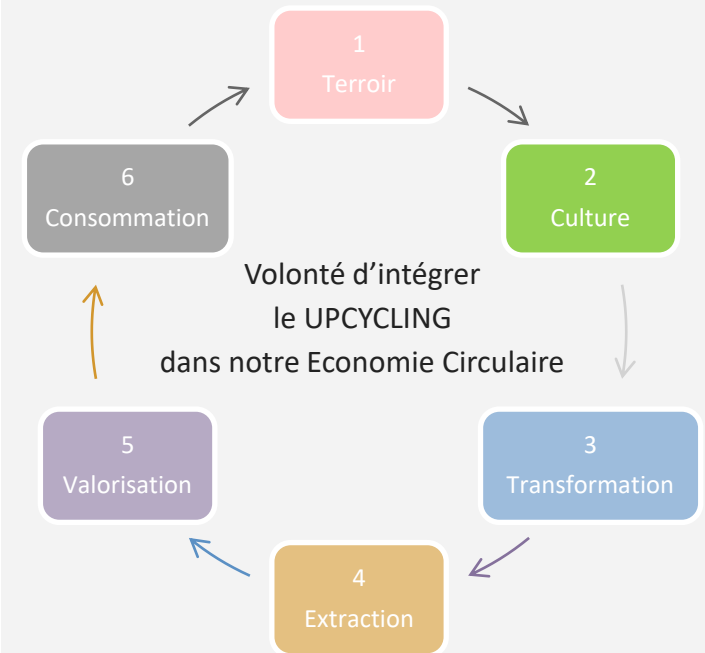 1
Terroir
2
Culture
3
Transformation
4
Extraction
5
Valorisation
6
Consommation
Volonté d’intégrer
le UPCYCLING
dans notre Economie Circulaire